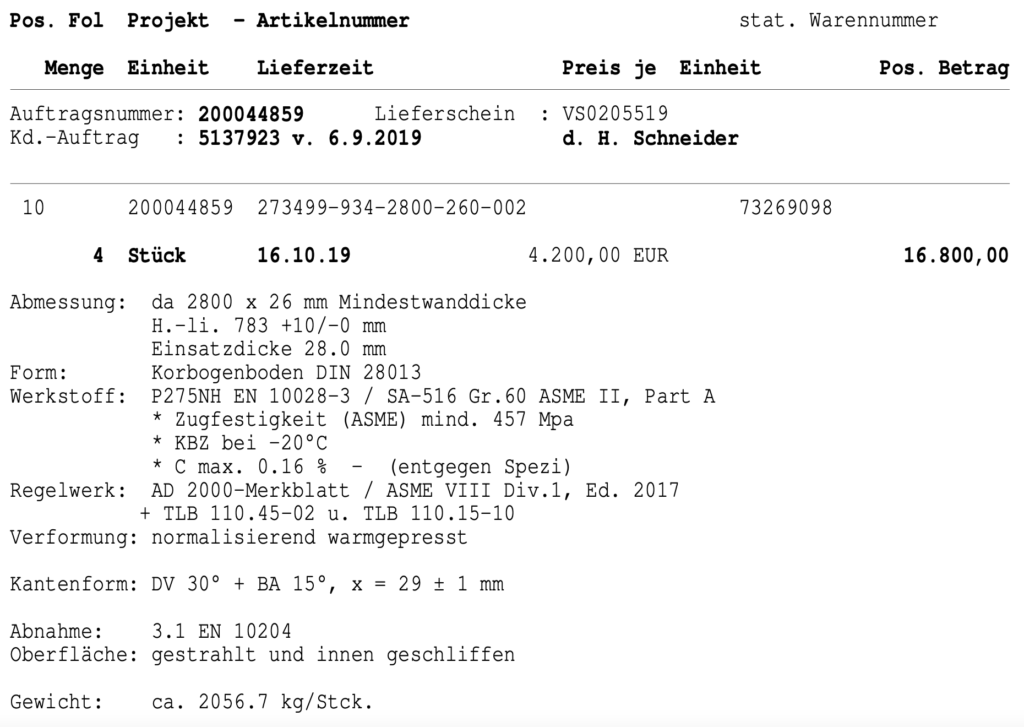 Pos. Fol Projekt - Artikelnummer stat. Warennummer
Menge Einheit Lieferzeit Preis je Einheit Pos. Betrag
Auftragsnummer: 200044859 Lieferschein : VS0205519
Kd.-Auftrag : 5137923 v. 6.9.2019 d. H. Schneider
10 200044859 273499-934-2800-260-002 73269098
4 Stück 16.10.19 4.200,00 EUR 16.800,00
Abmessung: da 2800 x 26 mm Mindestwanddicke
H.-li. 783 +10/-0 mm
Einsatzdicke 28.0 mm
Form: Korbogenboden DIN 28013
Werkstoff: P275NH EN 10028-3 / SA-516 Gr.60 ASME II, Part A
* Zugfestigkeit (ASME) mind. 457 Mpa
* KBZ bei -20°C
* C max. 0.16 % - (entgegen Spezi)
Regelwerk: AD 2000-Merkblatt / ASME VIII Div.1, Ed. 2017
+ TLB 110.45-02 u. TLB 110.15-10
Verformung: normalisierend warmgepresst
Kantenform: DV 30° + BA 15°, x = 29 ± 1 mm
Abnahme: 3.1 EN 10204
Oberfläche: gestrahlt und innen geschliffen
Gewicht: ca. 2056.7 kg/Stck.